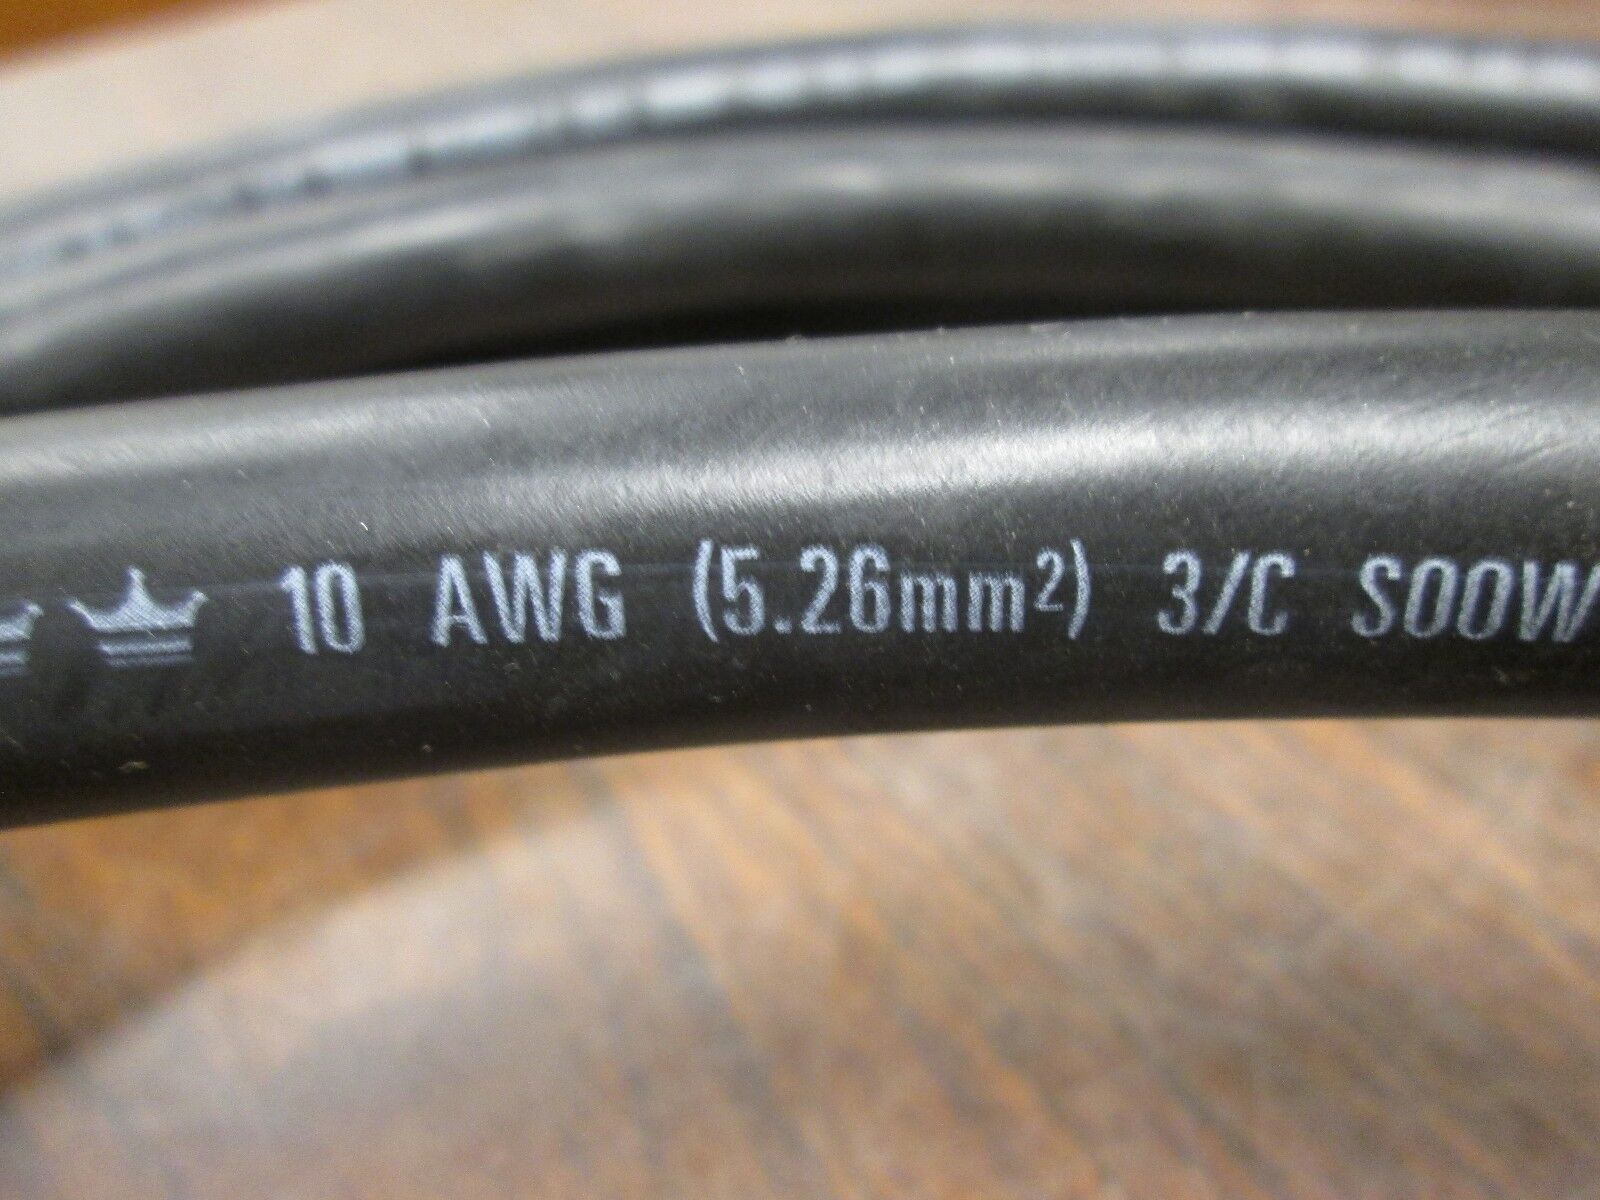 10 AWG (5.26mm²) 3/C SOOW